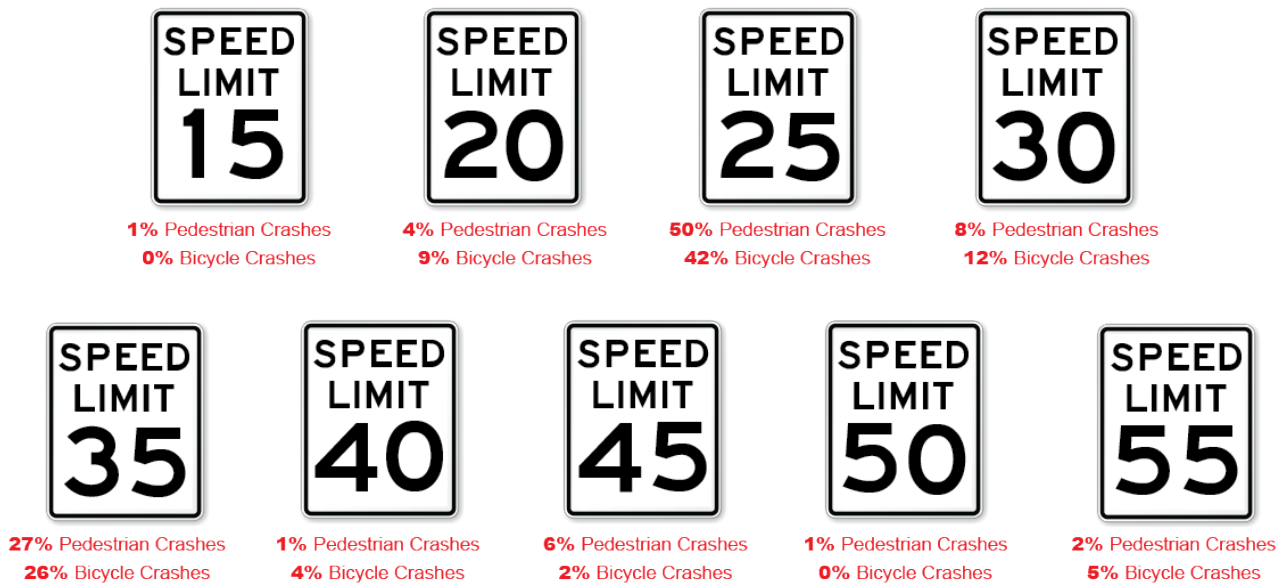 SPEED
LIMIT
15
1% Pedestrian Crashes
0% Bicycle Crashes
SPEED
LIMIT
20
4% Pedestrian Crashes
9% Bicycle Crashes
SPEED
LIMIT
25
50% Pedestrian Crashes
42% Bicycle Crashes
SPEED
LIMIT
30
8% Pedestrian Crashes
12% Bicycle Crashes
SPEED
LIMIT
35
27% Pedestrian Crashes
26% Bicycle Crashes
SPEED
LIMIT
40
1% Pedestrian Crashes
4% Bicycle Crashes
SPEED
LIMIT
45
6% Pedestrian Crashes
2% Bicycle Crashes
SPEED
LIMIT
50
1% Pedestrian Crashes
0% Bicycle Crashes
SPEED
LIMIT
55
2% Pedestrian Crashes
5% Bicycle Crashes